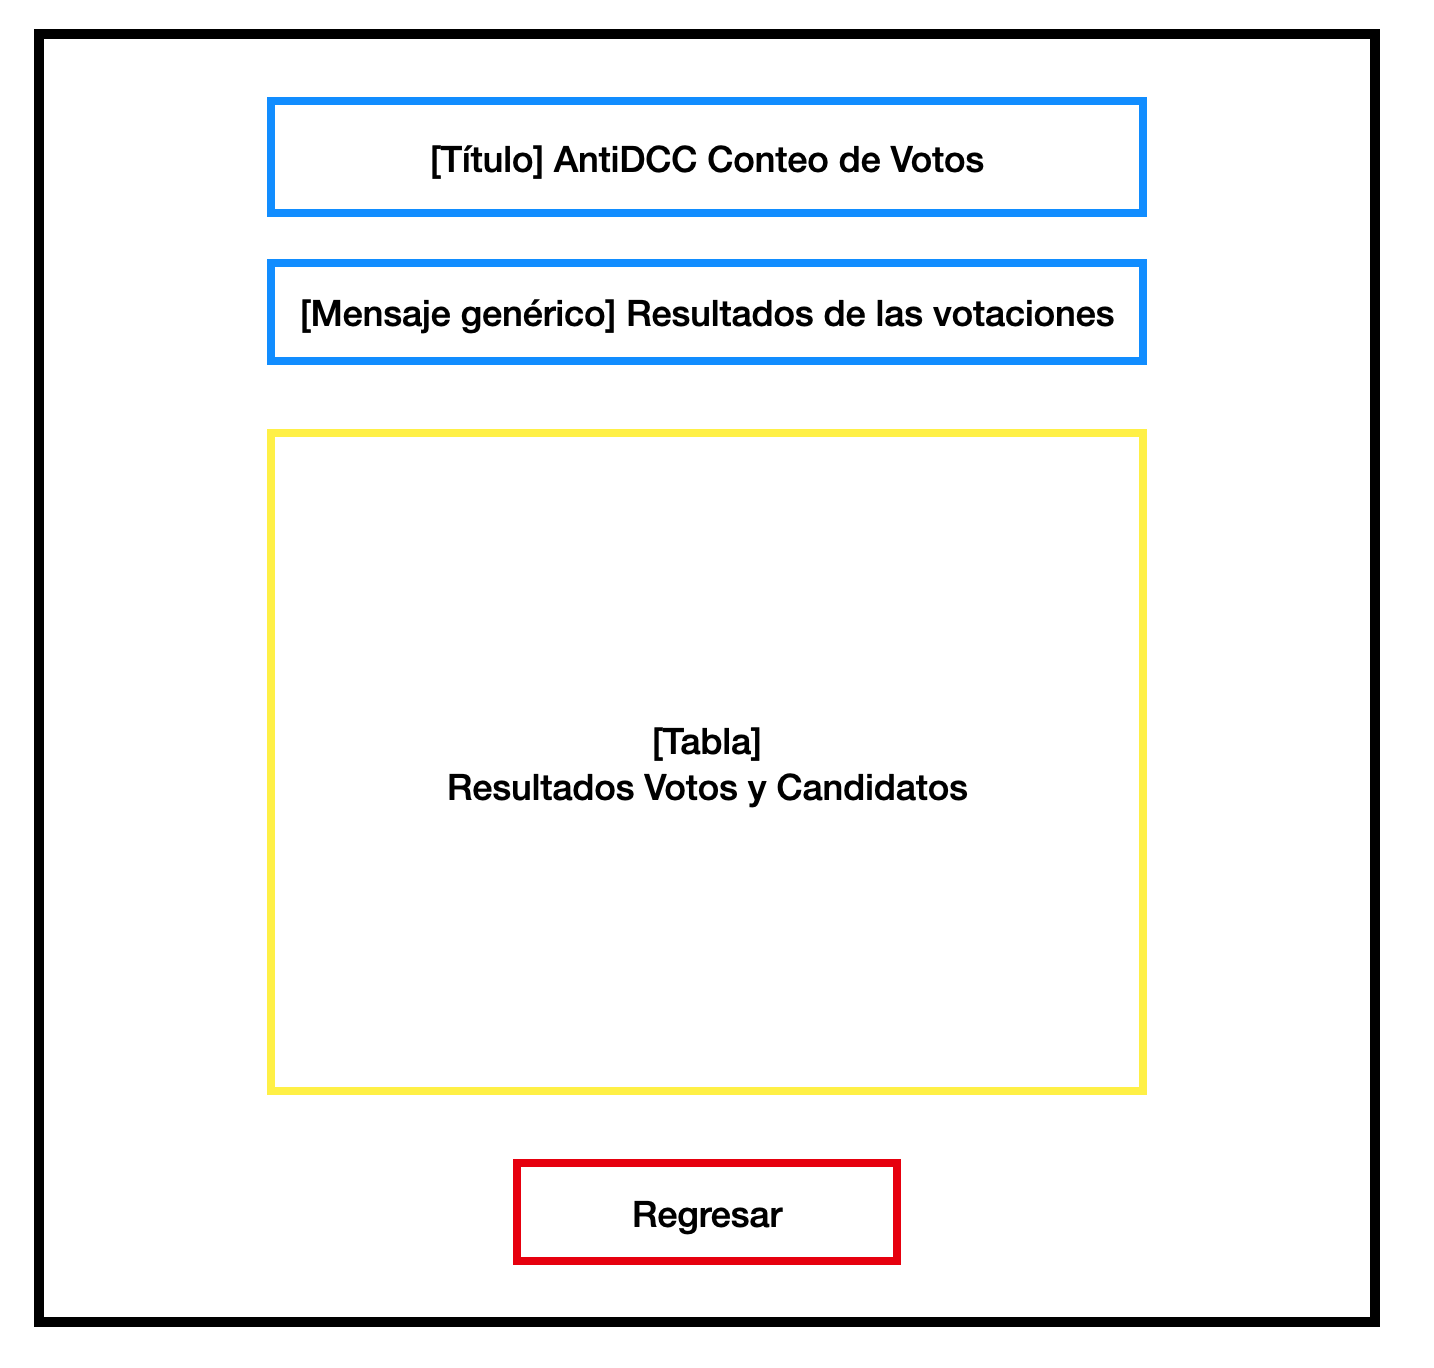 [Título] AntiDCC Conteo de Votos
[Mensaje genérico] Resultados de las votaciones
[Tabla]
Resultados Votos y Candidatos
Regresar